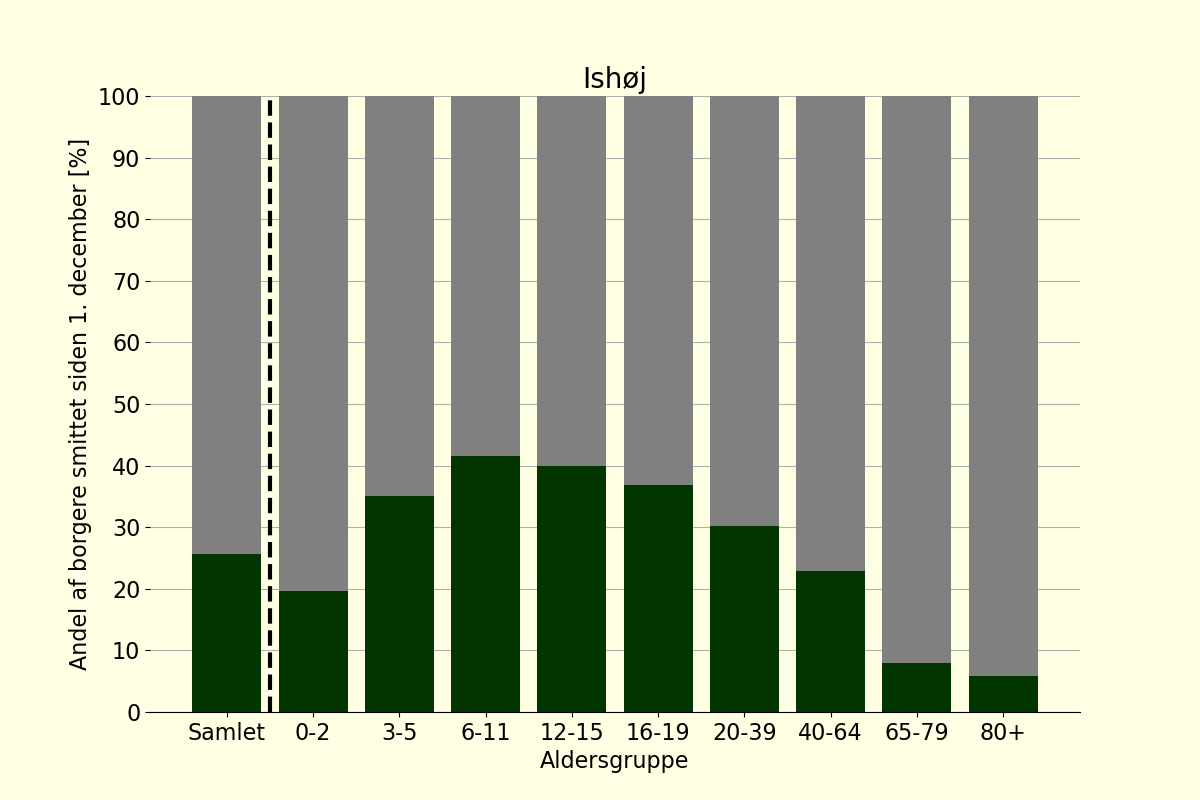 Ishøj
Andel af borgere smittet siden 1. december [%]
100
90
80
70
60
50
40
30
20
10
0
Samlet 0-2 3-5 6-11 12-15 16-19 20-39 40-64 65-79 80+
Aldersgruppe